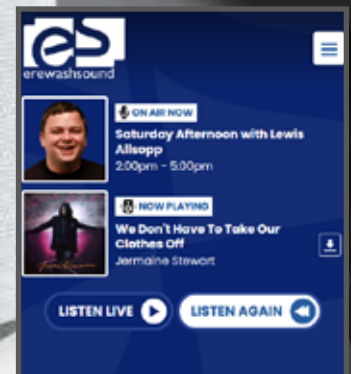 es
erewashsound
ON AIR NOW
Saturday Afternoon with Lewis
Allsopp
2:00pm - 5:00pm
NOW PLAYING
We Don't Have To Take Our
Clothes Off
Jermaine Stewart
LISTEN LIVE
LISTEN AGAIN